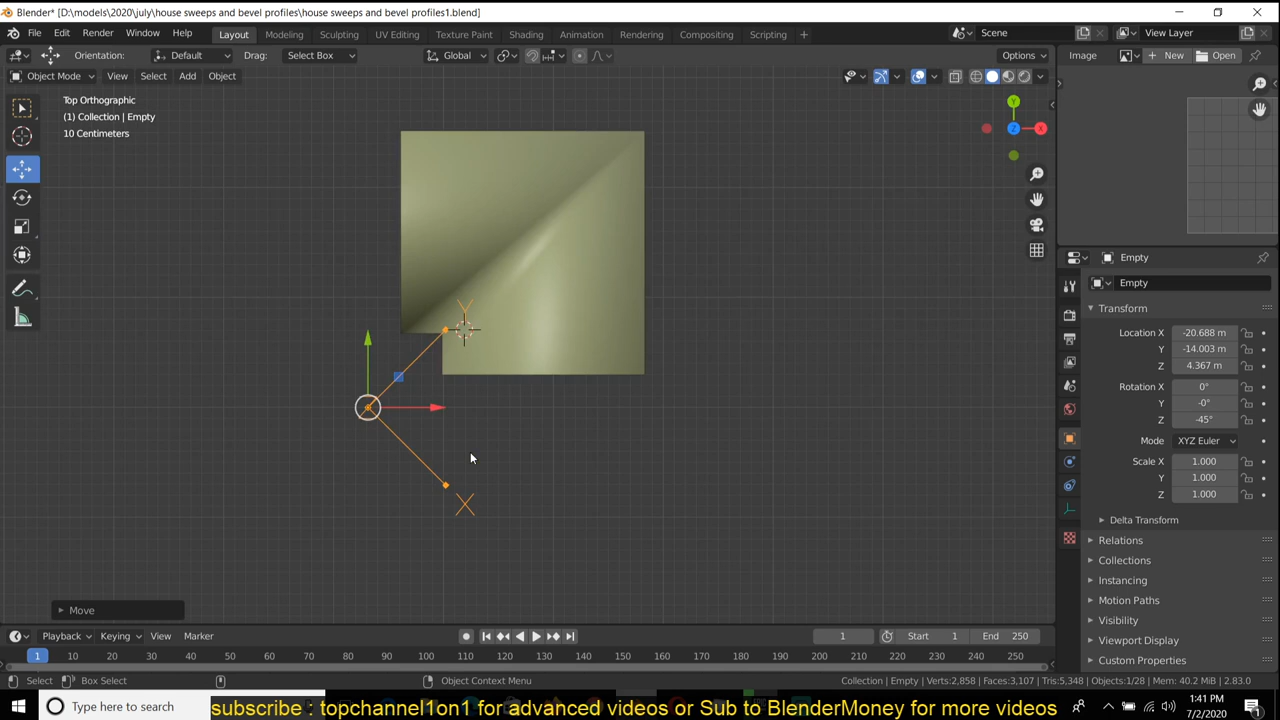 Blender* [D:\models\2020\july\house sweeps and bevel profiles\house sweeps and bevel profiles1.blend]
File Edit Render Window Help Layout Modeling Sculpting UV Editing Texture Paint Shading Animation Rendering Compositing Scripting + Scene View Layer
Orientation: Default Drag: Select Box Global Options Image New Open
Object Mode View Select Add Object
Top Orthographic
(1) Collection | Empty
10 Centimeters
Y
X
Z
X
Y
X
Empty
Empty
Transform
Location X -20.688 m
Y -14.003 m
Z 4.367 m
Rotation X 0°
Y -0°
Z -45°
Mode XYZ Euler
Scale X 1.000
Y 1.000
Z 1.000
Delta Transform
Relations
Collections
Instancing
Motion Paths
Visibility
Viewport Display
Custom Properties
Move
Playback Keying View Marker 1 Start 1 End 250
1 10 20 30 40 50 60 70 80 90 100 110 120 130 140 150 160 170 180 190 200 210 220 230 240 250
Select Box Select Object Context Menu Collection | Empty | Verts:2,858 | Faces:3,107 | Tris:5,348 | Objects:1/28 | Mem: 40.2 MiB | 2.83.0
Type here to search
subscribe : topchannel1on1 for advanced videos or Sub to BlenderMoney for more videos
1:41 PM
7/2/2020
1